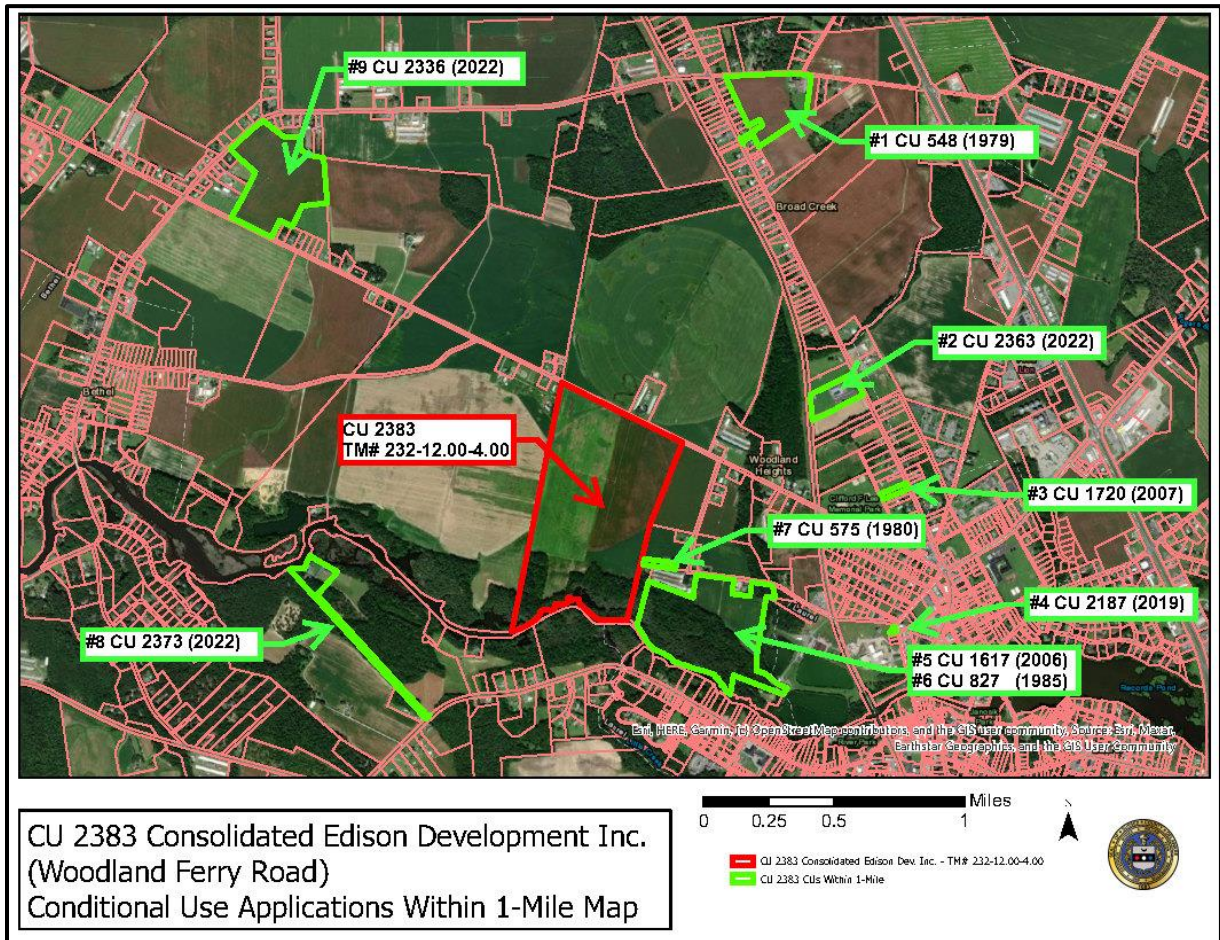 #9 CU 2336 (2022)
#1 CU 548 (1979)
Broad Creek
#2 CU 2363 (2022)
Bethel
Bethel
CU 2383
TM# 232-12.00-4.00
Woodland
Heights
#3 CU 1720 (2007)
Memorial Park
#7 CU 575 (1980)
#4 CU 2187 (2019)
#8 CU 2373 (2022)
#5 CU 1617 (2006)
#6 CU 827 (1985)
Records Pond
Esri, HERE, Garmin, (c) OpenStreetMap contributors, and the GIS user community, Source: Esri, Maxar,
Earthstar Geographics, and the GIS User Community
CU 2383 Consolidated Edison Development Inc.
(Woodland Ferry Road)
Conditional Use Applications Within 1-Mile Map
Miles
0 0.25 0.5 1
N
CU 2383 Consolidated Edison Dev. Inc. - TM# 232-12.00-4.00
CU 2383 CUs Within 1-Mile